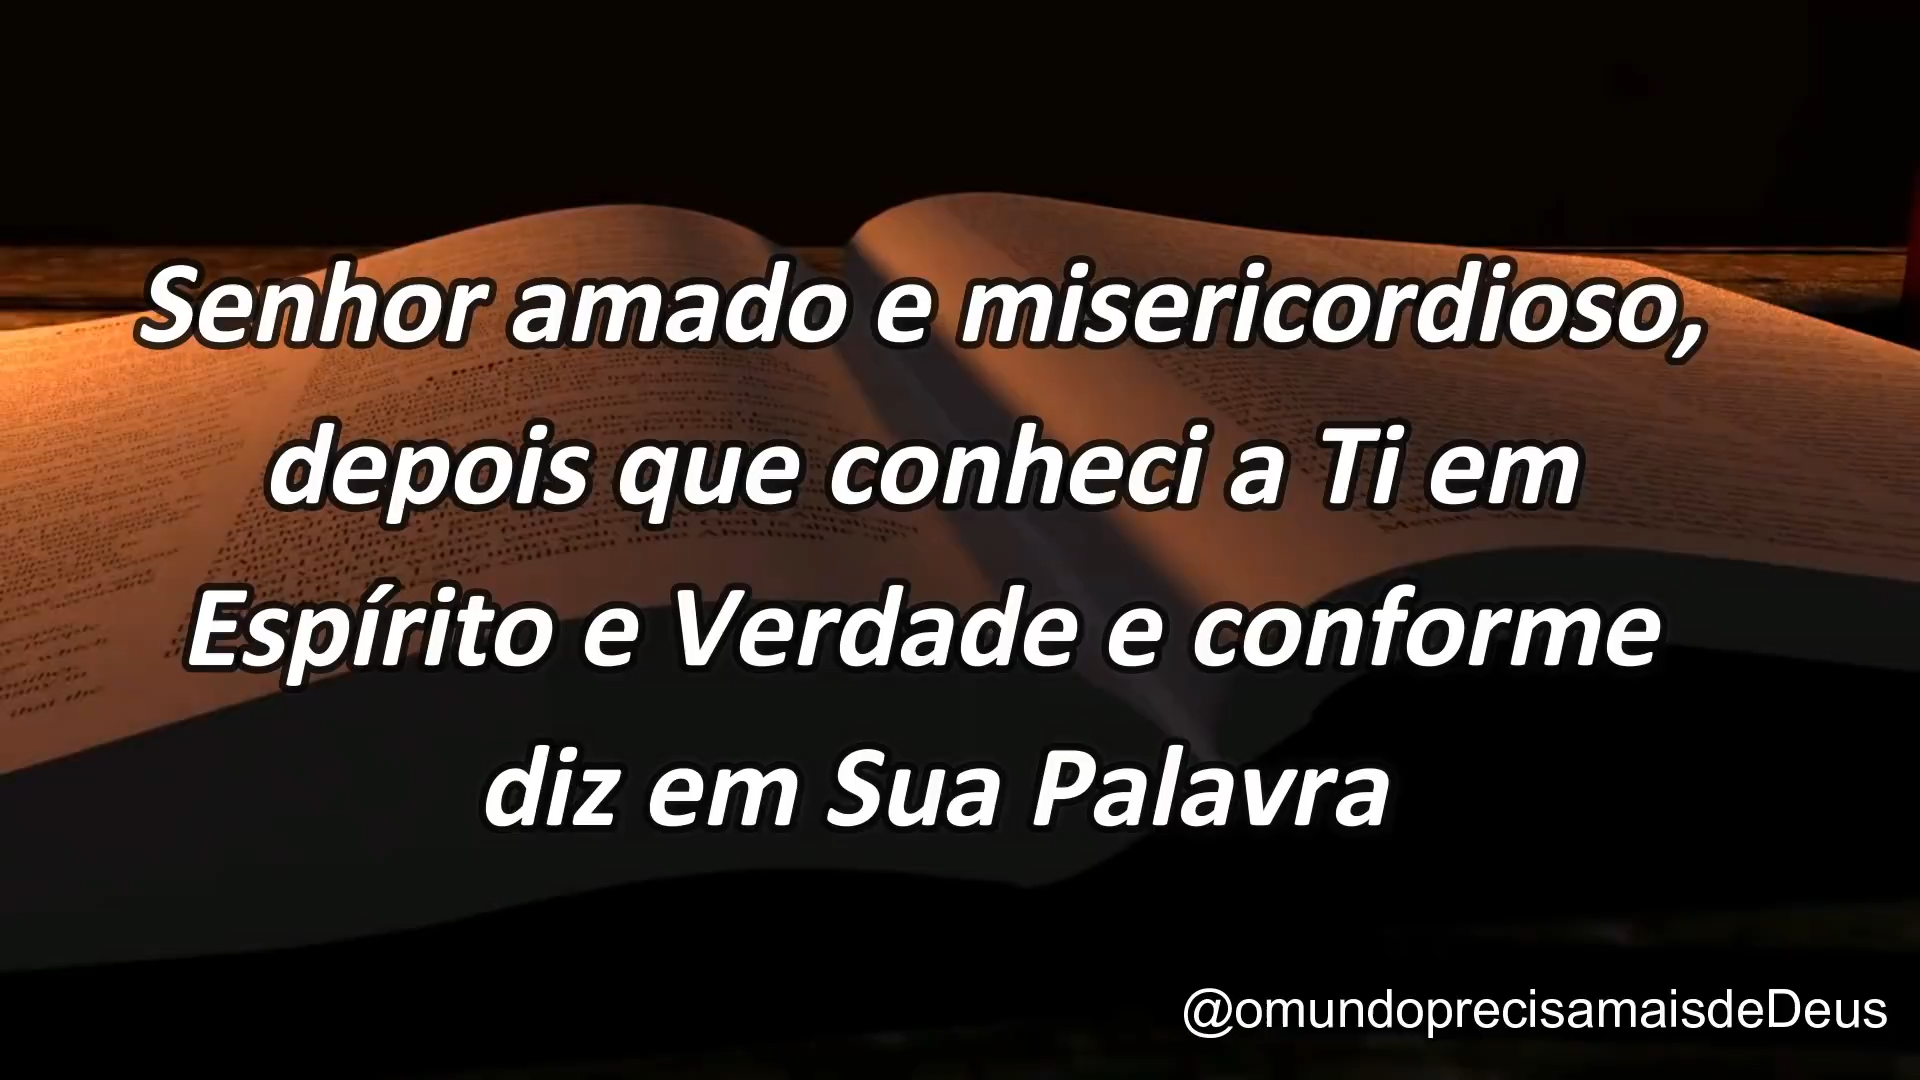 Senhor amado e misericordioso,
depois que conheci a Ti em
Espírito e Verdade e conforme
diz em Sua Palavra
@omundoprecisamaisdeDeus